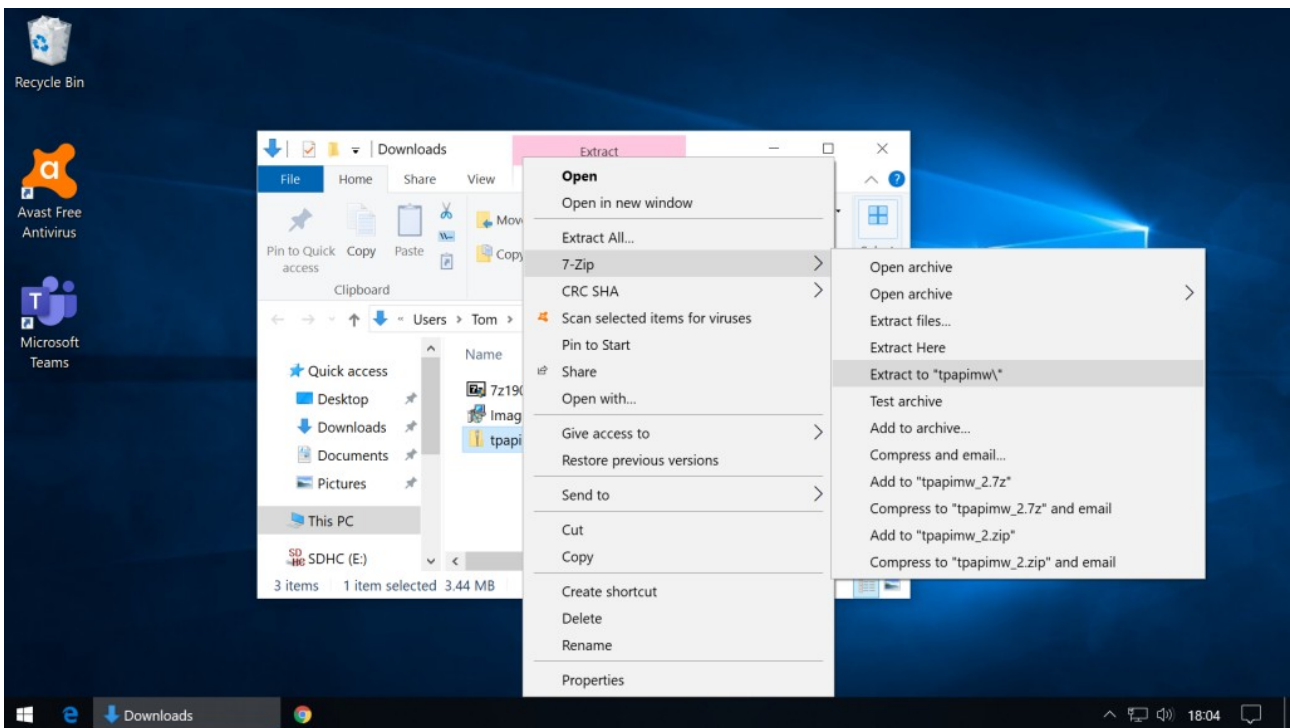 Recycle Bin
Avast Free
Antivirus
Microsoft
Teams
Downloads
Extract
File
Home
Share
View
Pin to Quick
access
Copy
Paste
Clipboard
Users
Tom
Name
Quick access
Desktop
Downloads
Documents
Pictures
This PC
SDHC (E:)
3 items
1 item selected 3.44 MB
Open
Open in new window
Extract All...
7-Zip
CRC SHA
Scan selected items for viruses
Pin to Start
Share
Open with...
Give access to
Restore previous versions
Send to
Cut
Copy
Create shortcut
Delete
Rename
Properties
Open archive
Open archive
Extract files...
Extract Here
Extract to "tpapimw\"
Test archive
Add to archive...
Compress and email...
Add to "tpapimw_2.7z"
Compress to "tpapimw_2.7z" and email
Add to "tpapimw_2.zip"
Compress to "tpapimw_2.zip" and email
Downloads
18:04